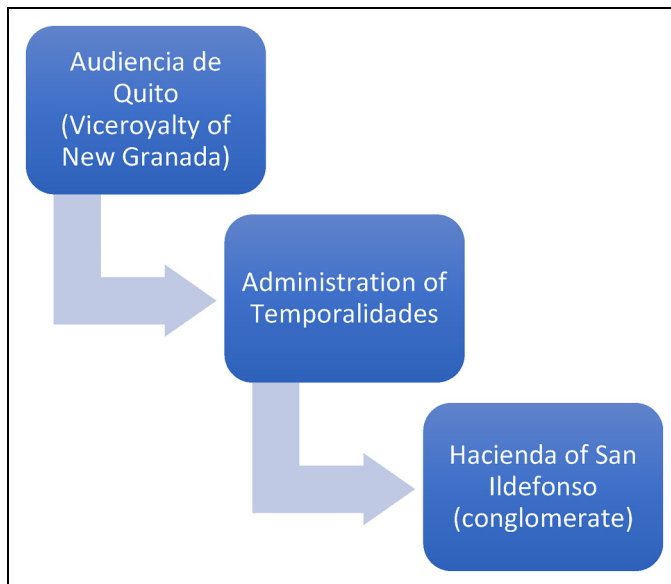 Audiencia de
Quito
(Viceroyalty of
New Granada)
Administration of
Temporalidades
Hacienda of San
Ildefonso
(conglomerate)